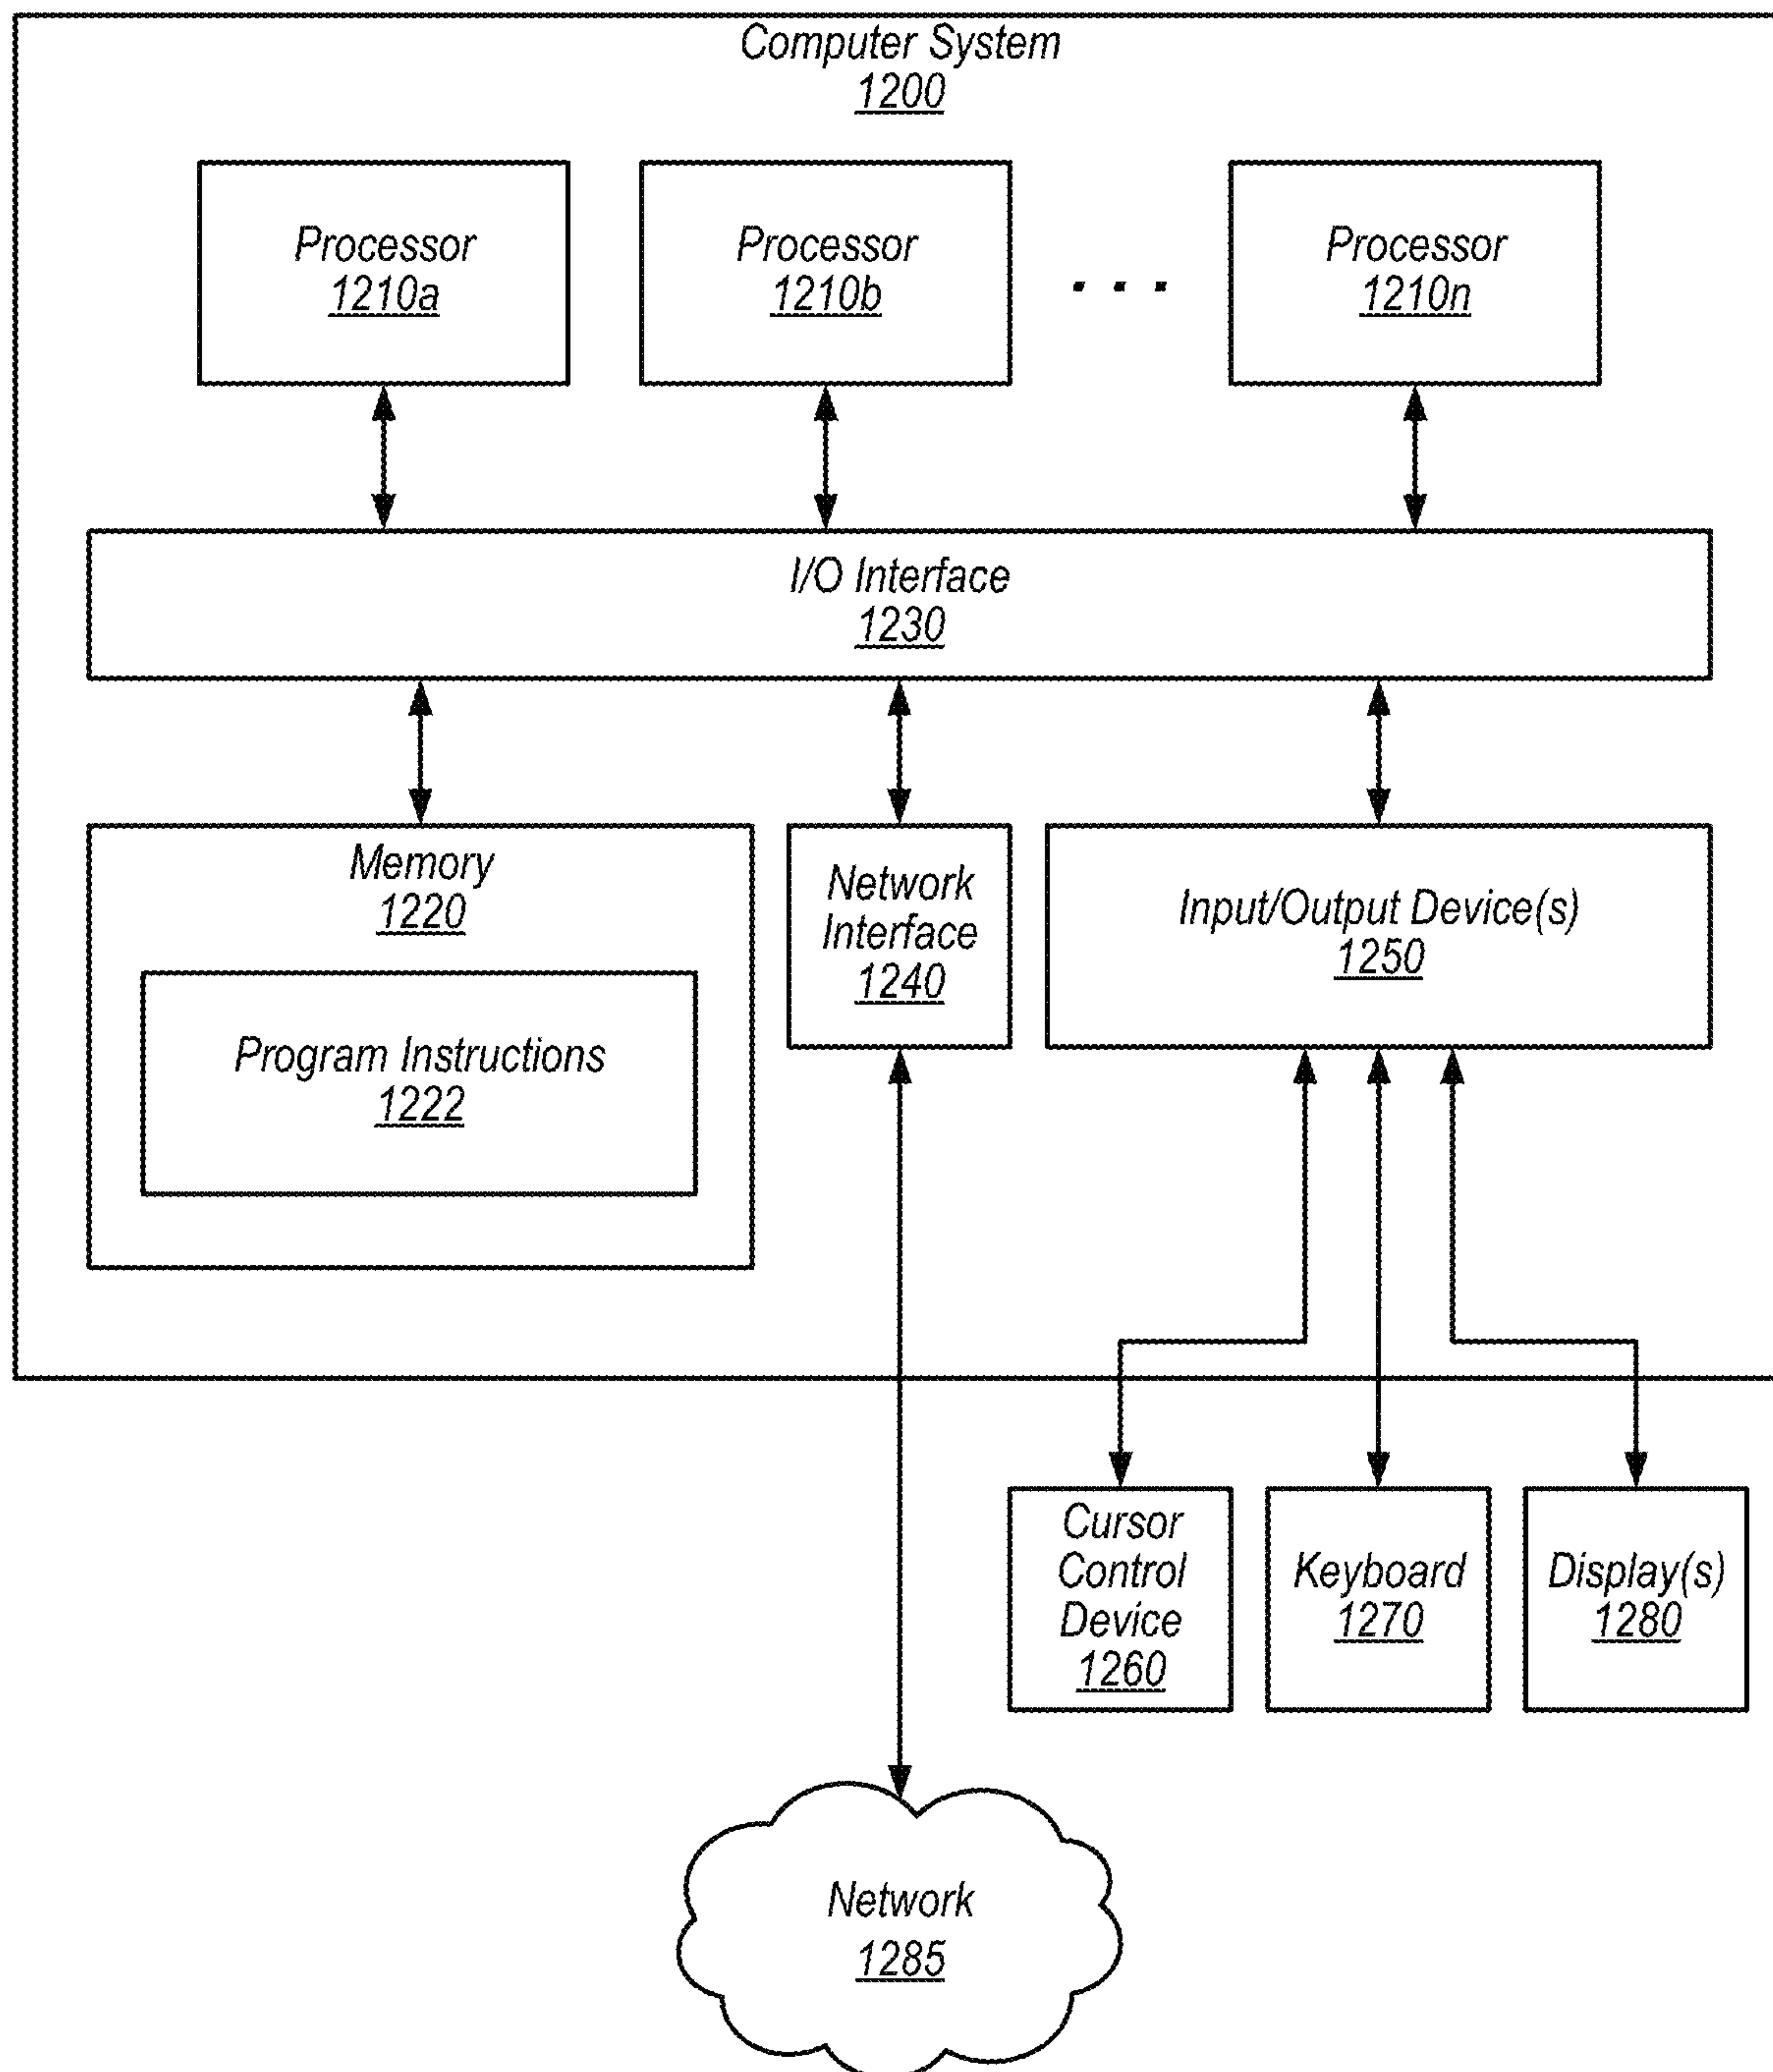 Computer System
1200
Processor
1210a
Processor
1210b
. . .
Processor
1210n
I/O Interface
1230
Memory
1220
Program Instructions
1222
Network
Interface
1240
Input/Output Device(s)
1250
Cursor
Control
Device
1260
Keyboard
1270
Display(s)
1280
Network
1285